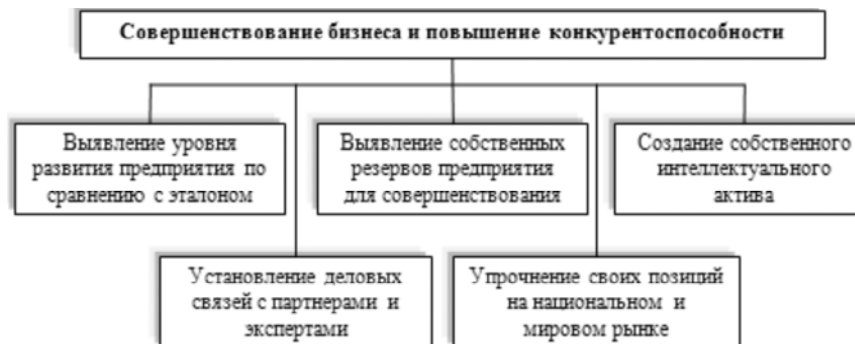 Совершенствование бизнеса и повышение конкурентоспособности
Выявление уровня
развития предприятия по
сравнению с эталоном
Выявление собственных
резервов предприятия
для совершенствования
Создание собственного
интеллектуального
актива
Установление деловых
связей с партнерами и
экспертами
Упрочнение своих позиций
на национальном и
мировом рынке